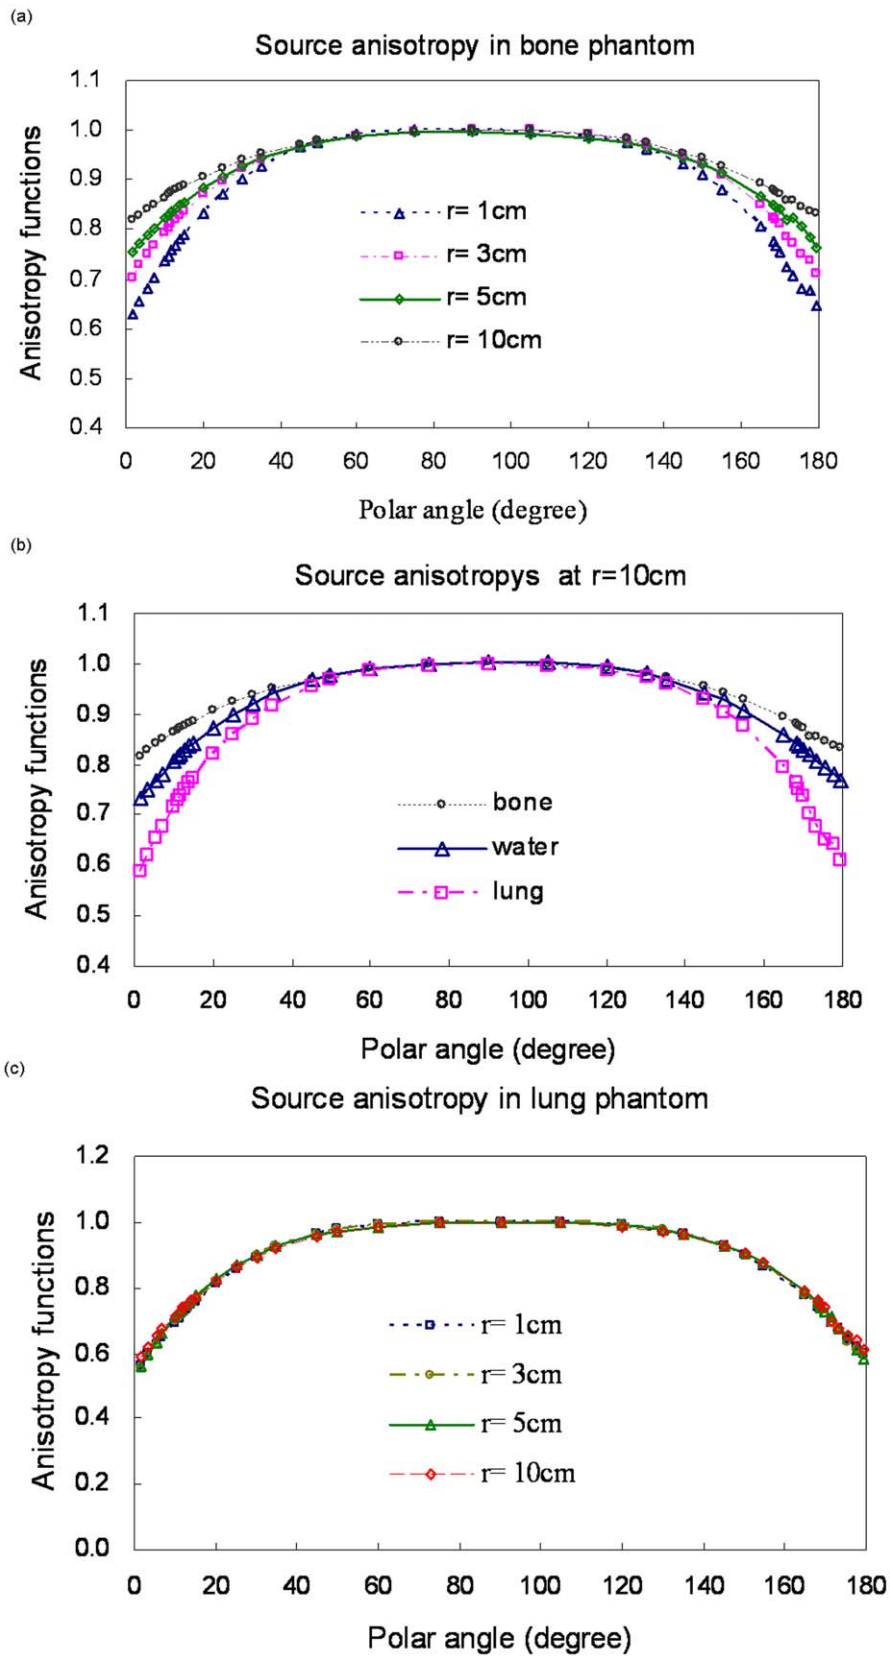 (a)
Source anisotropy in bone phantom
Anisotropy functions
1.1
1.0
0.9
0.8
0.7
0.6
0.5
0.4
r= 1cm
r= 3cm
r= 5cm
r= 10cm
0 20 40 60 80 100 120 140 160 180
Polar angle (degree)
(b)
Source anisotropys at r=10cm
Anisotropy functions
1.1
1.0
0.9
0.8
0.7
0.6
0.5
0.4
bone
water
lung
0 20 40 60 80 100 120 140 160 180
Polar angle (degree)
(c)
Source anisotropy in lung phantom
Anisotropy functions
1.2
1.0
0.8
0.6
0.4
0.2
0.0
r= 1cm
r= 3cm
r= 5cm
r= 10cm
0 20 40 60 80 100 120 140 160 180
Polar angle (degree)